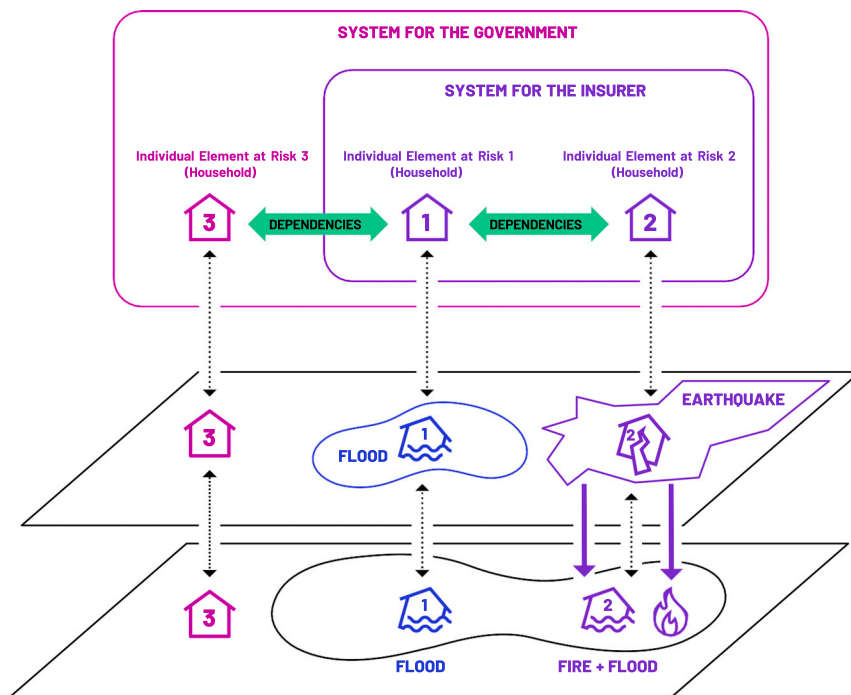 SYSTEM FOR THE GOVERNMENT
SYSTEM FOR THE INSURER
Individual Element at Risk 3
(Household)
Individual Element at Risk 1
(Household)
Individual Element at Risk 2
(Household)
3
DEPENDENCIES
1
DEPENDENCIES
2
EARTHQUAKE
3
FLOOD
1
2
3
1
2
FLOOD
FIRE + FLOOD